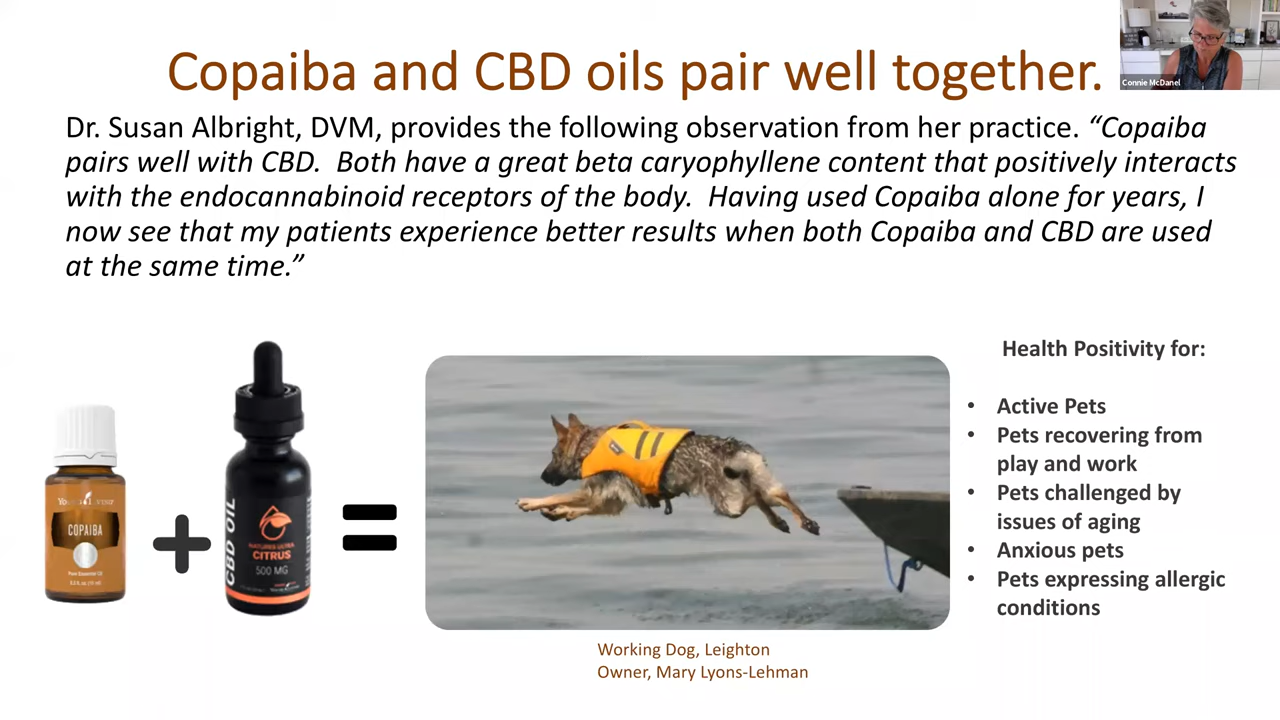 Copaiba and CBD oils pair well together.
Connie McDanel
Dr. Susan Albright, DVM, provides the following observation from her practice. “Copaiba
pairs well with CBD. Both have a great beta caryophyllene content that positively interacts
with the endocannabinoid receptors of the body. Having used Copaiba alone for years, I
now see that my patients experience better results when both Copaiba and CBD are used
at the same time.”
Health Positivity for:
• Active Pets
• Pets recovering from
play and work
• Pets challenged by
issues of aging
• Anxious pets
• Pets expressing allergic
conditions
COPAIBA
+
CBD OIL
NATURES ULTRA
CITRUS
500 MG
=
Working Dog, Leighton
Owner, Mary Lyons-Lehman